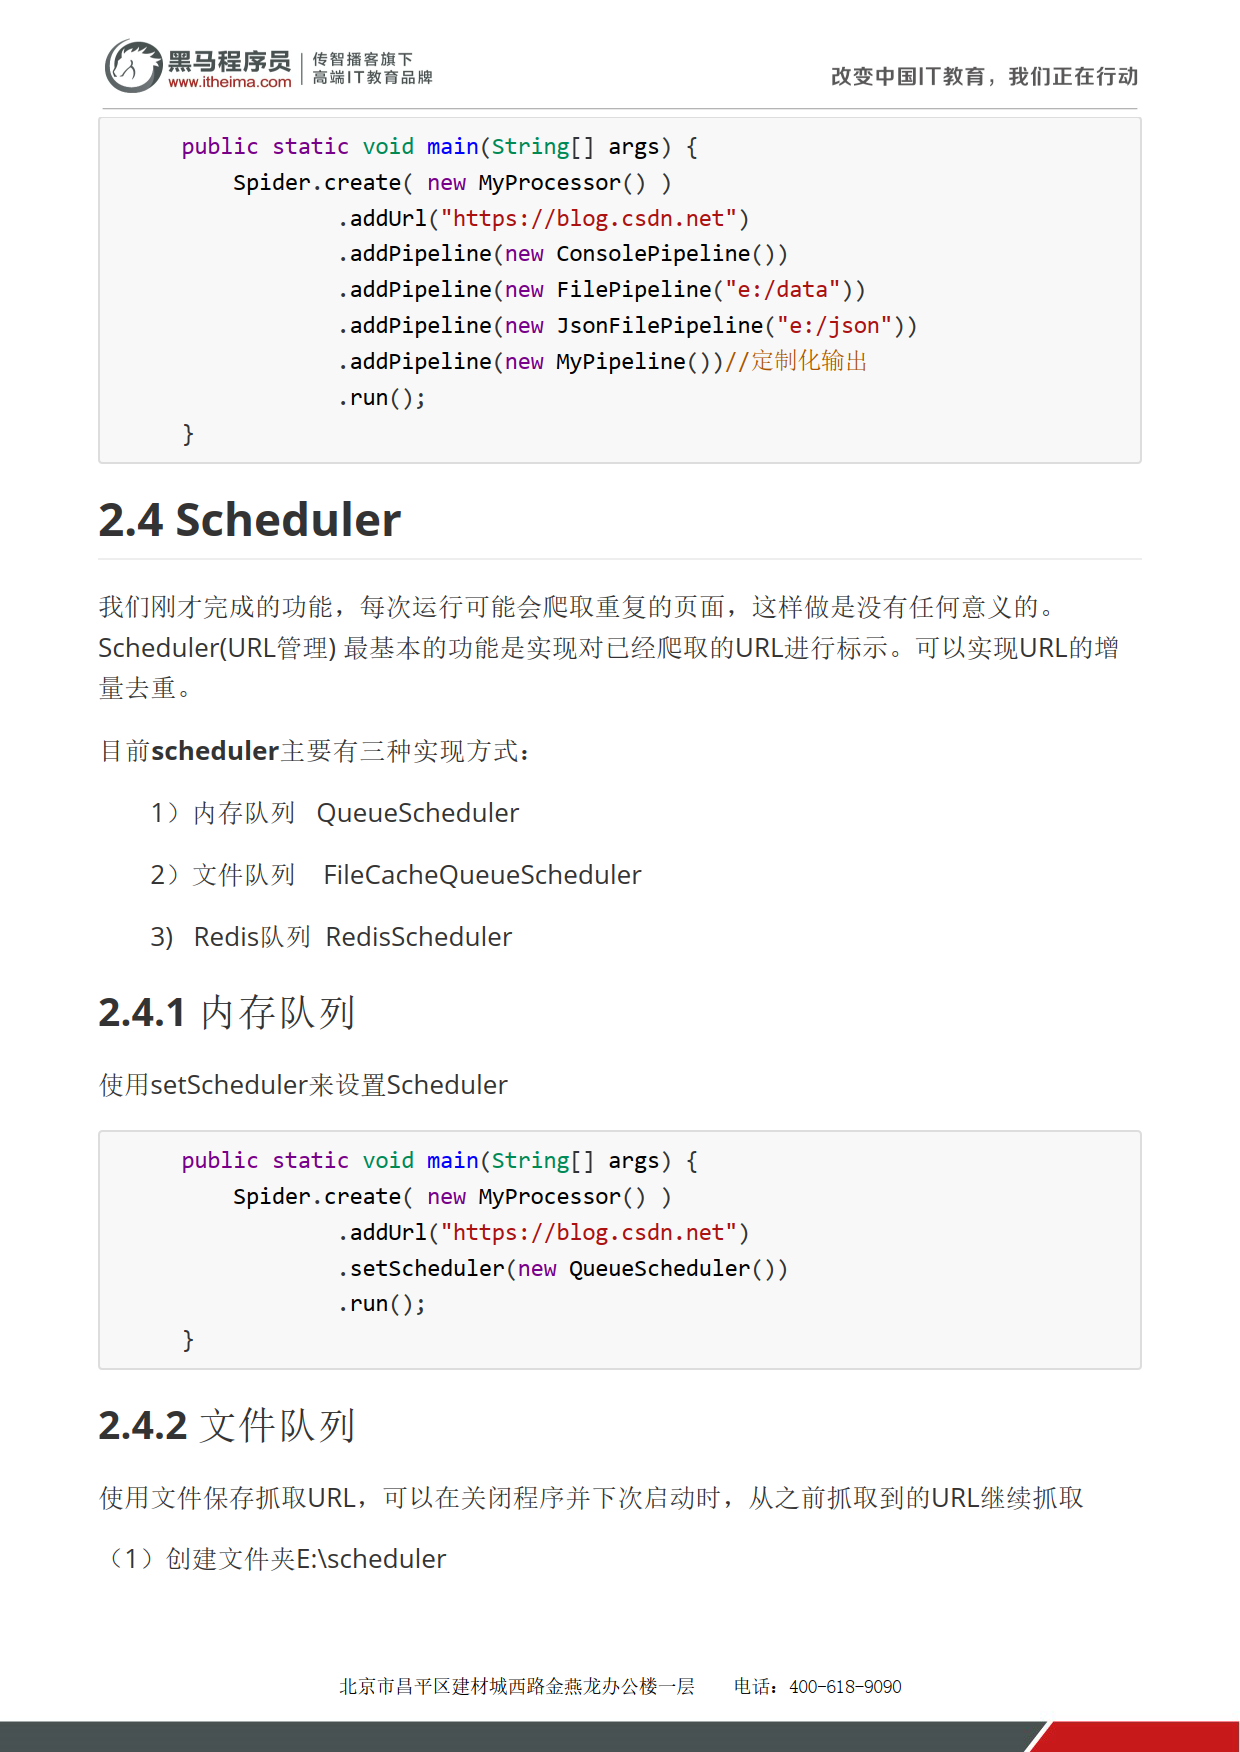 黑马程序员
www.itheima.com
传智播客旗下
高端IT教育品牌
改变中国IT教育，我们正在行动
public static void main(String[] args) {
Spider.create( new MyProcessor() )
.addUrl("https://blog.csdn.net")
.addPipeline(new ConsolePipeline())
.addPipeline(new FilePipeline("e:/data"))
.addPipeline(new JsonFilePipeline("e:/json"))
.addPipeline(new MyPipeline())//定制化输出
.run();
}
2.4 Scheduler
我们刚才完成的功能，每次运行可能会爬取重复的页面，这样做是没有任何意义的。
Scheduler(URL管理) 最基本的功能是实现对已经爬取的URL进行标示。可以实现URL的增
量去重。
目前scheduler主要有三种实现方式：
1）内存队列 QueueScheduler
2）文件队列 FileCacheQueueScheduler
3) Redis队列 RedisScheduler
2.4.1 内存队列
使用setScheduler来设置Scheduler
public static void main(String[] args) {
Spider.create( new MyProcessor() )
.addUrl("https://blog.csdn.net")
.setScheduler(new QueueScheduler())
.run();
}
2.4.2 文件队列
使用文件保存抓取URL，可以在关闭程序并下次启动时，从之前抓取到的URL继续抓取
（1）创建文件夹E:\scheduler
北京市昌平区建材城西路金燕龙办公楼一层 电话：400-618-9090